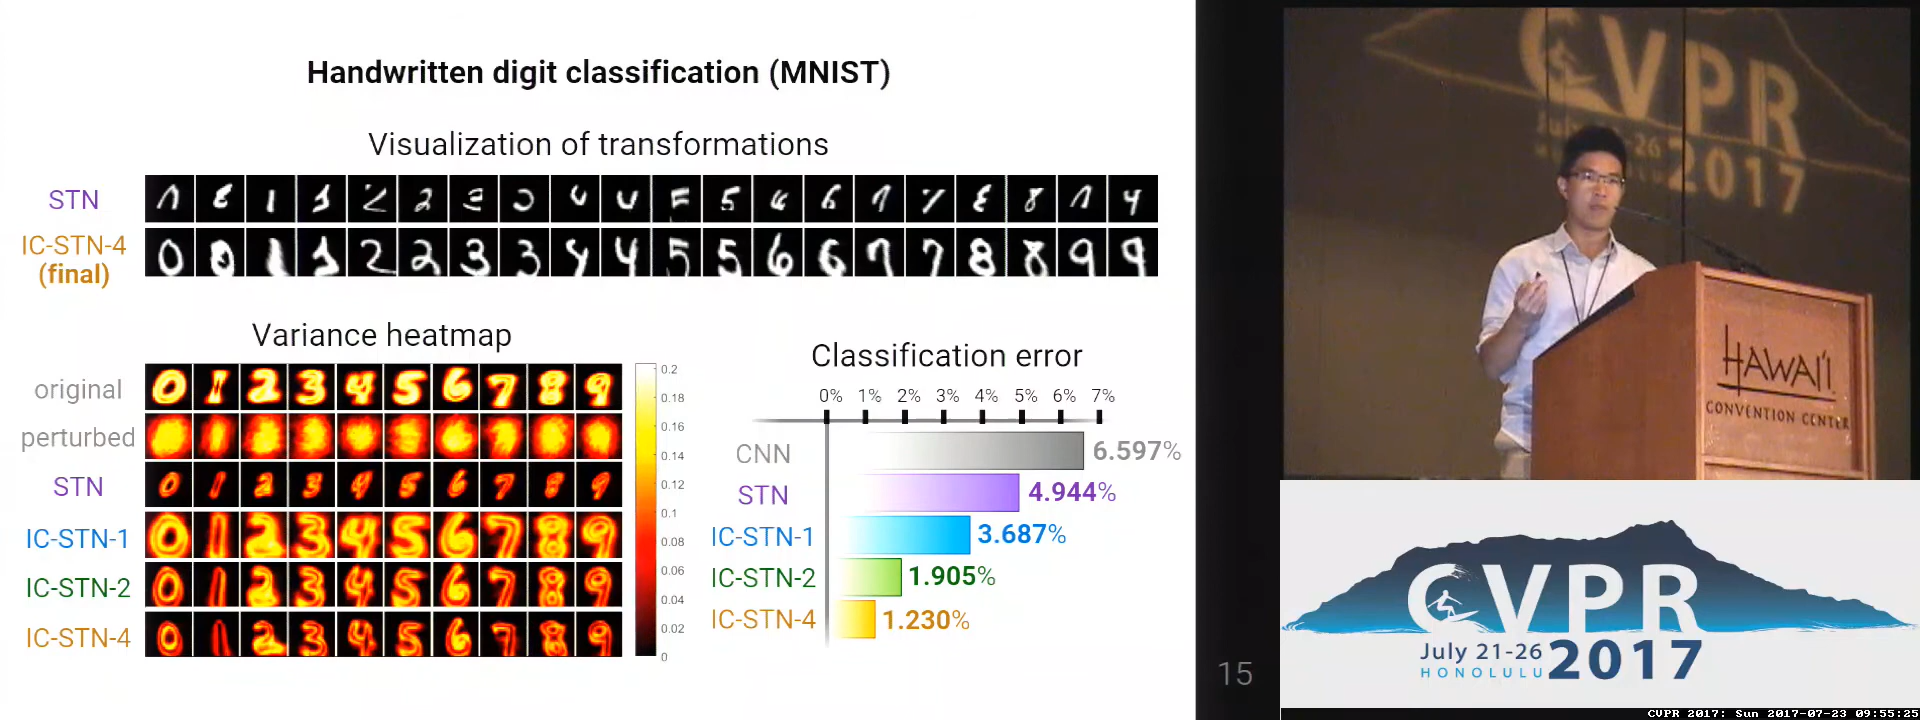 Handwritten digit classification (MNIST)
Visualization of transformations
STN
IC-STN-4
(final)
Variance heatmap
original
perturbed
STN
IC-STN-1
IC-STN-2
IC-STN-4
0.2
0.18
0.16
0.14
0.12
0.1
0.08
0.06
0.04
0.02
0
Classification error
0% 1% 2% 3% 4% 5% 6% 7%
CNN 6.597%
STN 4.944%
IC-STN-1 3.687%
IC-STN-2 1.905%
IC-STN-4 1.230%
15
CVPR
2017
HAWAI'I
CONVENTION CENTER
CVPR
July 21-26 2017
HONOLULU
CVPR 2017: Sun 2017-07-23 09:55:25